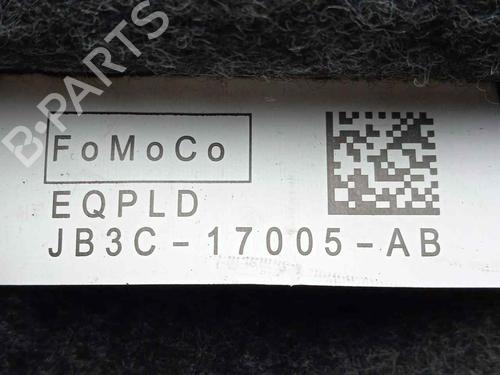 B-PARTS
FoMoCo
EQPLD
JB3C-17005-AB